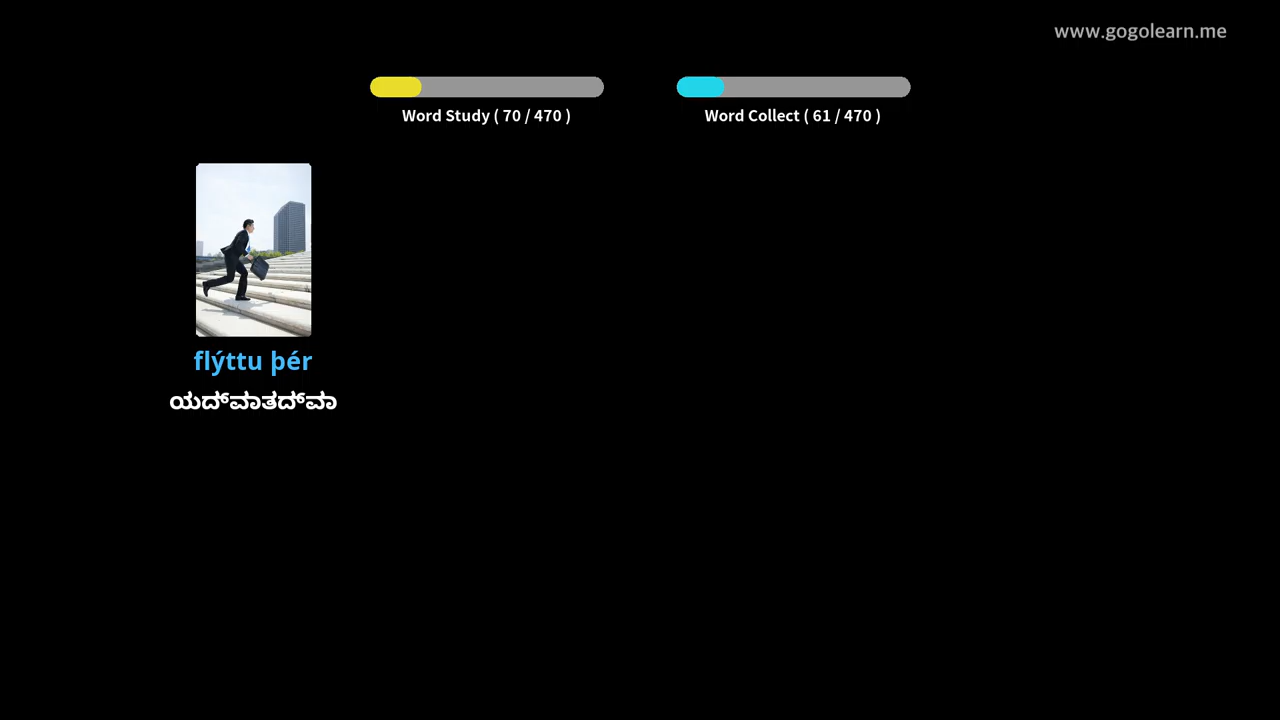 www.gogolearn.me
Word Study ( 70 / 470 )
Word Collect ( 61 / 470 )
flýttu þér
ಯದ್‌ವಾತದ್‌ವಾ